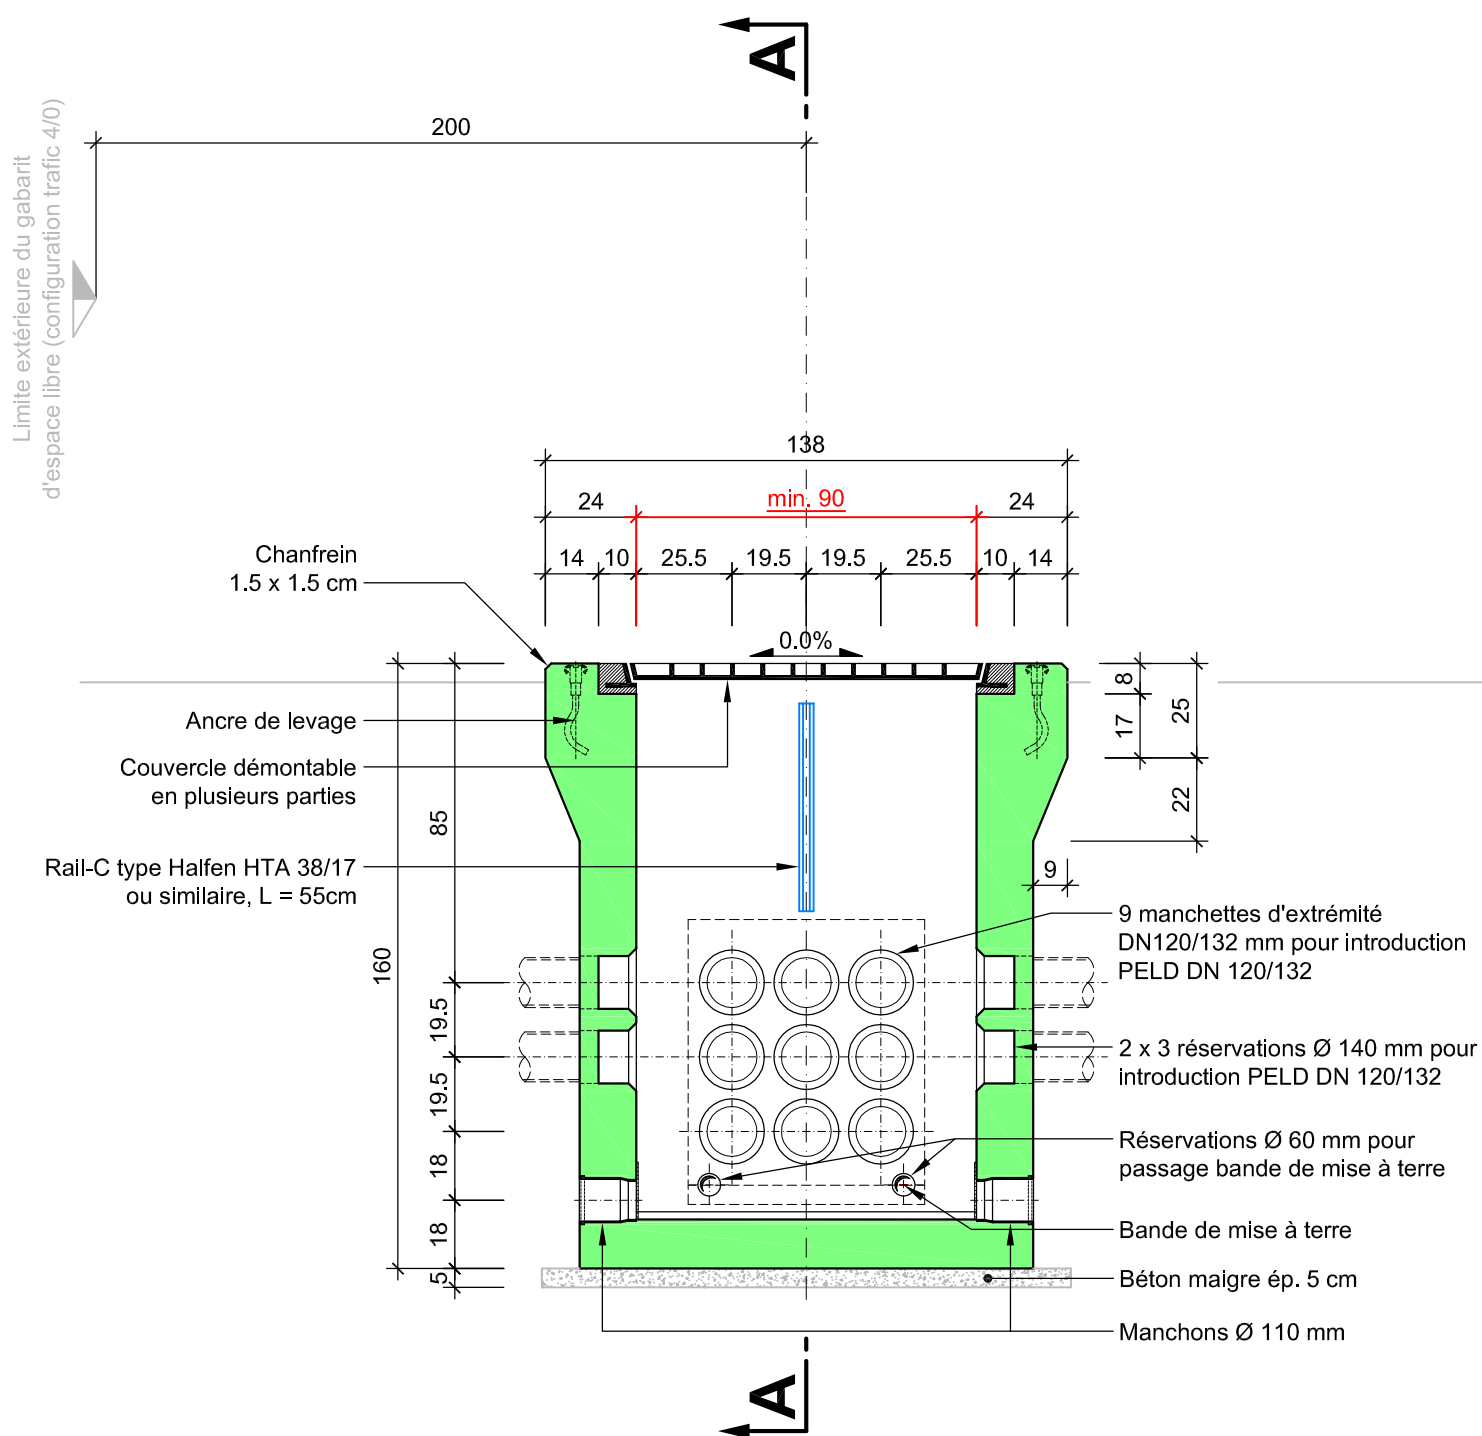 A
200
Limite extérieure du gabarit
d'espace libre (configuration trafic 4/0)
138
24
min. 90
24
14
10
25.5
19.5
19.5
25.5
10
14
Chanfrein
1.5 x 1.5 cm
0.0%
Ancre de levage
Couvercle démontable
en plusieurs parties
Rail-C type Halfen HTA 38/17
ou similaire, L = 55cm
8
17
25
22
9
85
160
19.5
19.5
18
18
5
9 manchettes d'extrémité
DN120/132 mm pour introduction
PELD DN 120/132
2 x 3 réservations Ø 140 mm pour
introduction PELD DN 120/132
Réservations Ø 60 mm pour
passage bande de mise à terre
Bande de mise à terre
Béton maigre ép. 5 cm
Manchons Ø 110 mm
A